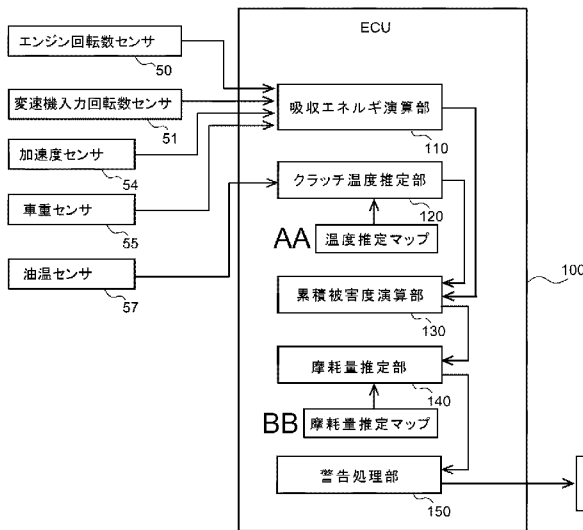 ECU
エンジン回転数センサ
50
変速機入力回転数センサ
51
加速度センサ
54
車重センサ
55
油温センサ
57
吸収エネルギ演算部
110
クラッチ温度推定部
120
AA
温度推定マップ
累積被害度演算部
130
100
摩耗量推定部
140
BB
摩耗量推定マップ
警告処理部
150